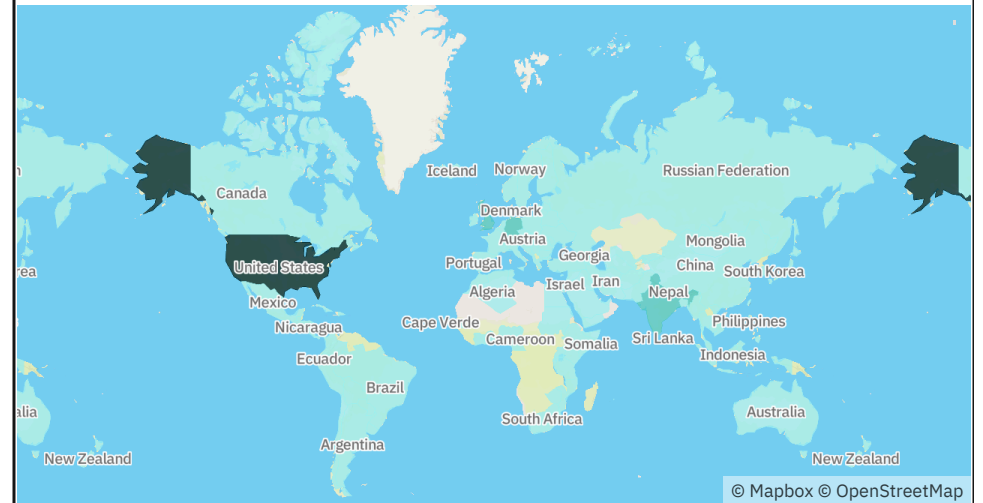 Iceland
Norway
Russian Federation
Canada
Denmark
Austria
Mongolia
Georgia
Portugal
China
South Korea
United States
rea
Israel
Iran
Algeria
Nepal
Mexico
Cape Verde
Philippines
Nicaragua
Cameroon
Somalia
Sri Lanka
Ecuador
Indonesia
Brazil
alia
Australia
South Africa
Argentina
New Zealand
New Zealand
© Mapbox © OpenStreetMap